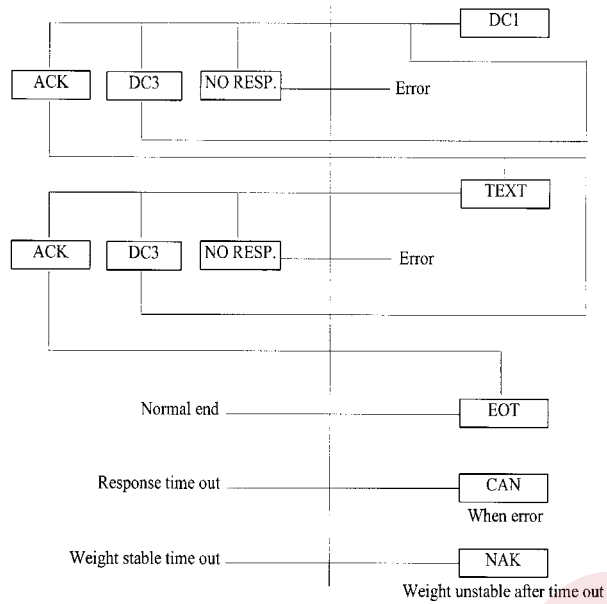 DC1
ACK DC3 NO RESP. Error
TEXT
ACK DC3 NO RESP. Error
Normal end EOT
Response time out CAN
When error
Weight stable time out NAK
Weight unstable after time out